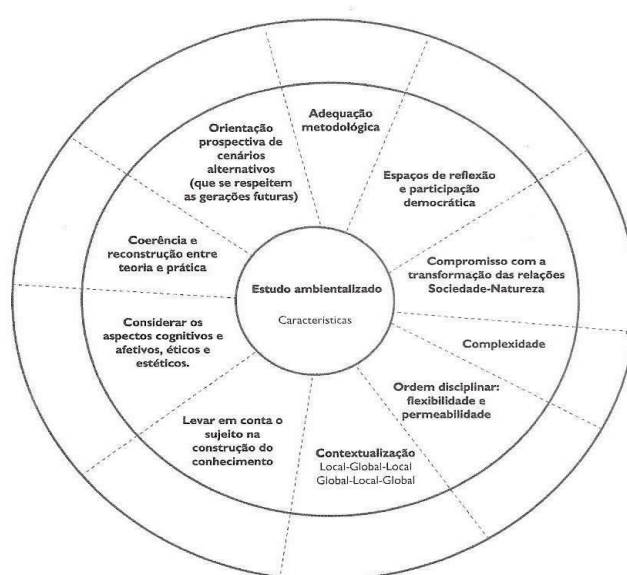 Adequação
metodológica
Espaços de reflexão
e participação
democrática
Compromisso com a
transformação das relações
Sociedade-Natureza
Complexidade
Ordem disciplinar:
flexibilidade e
permeabilidade
Contextualização
Local-Global-Local
Global-Local-Global
Levar em conta o
sujeito na
construção do
conhecimento
Considerar os
aspectos cognitivos e
afetivos, éticos e
estéticos.
Coerência e
reconstrução entre
teoria e prática
Orientação
prospectiva de
cenários
alternativos
(que se respeitem
as gerações futuras)
Estudo ambientalizado
Características